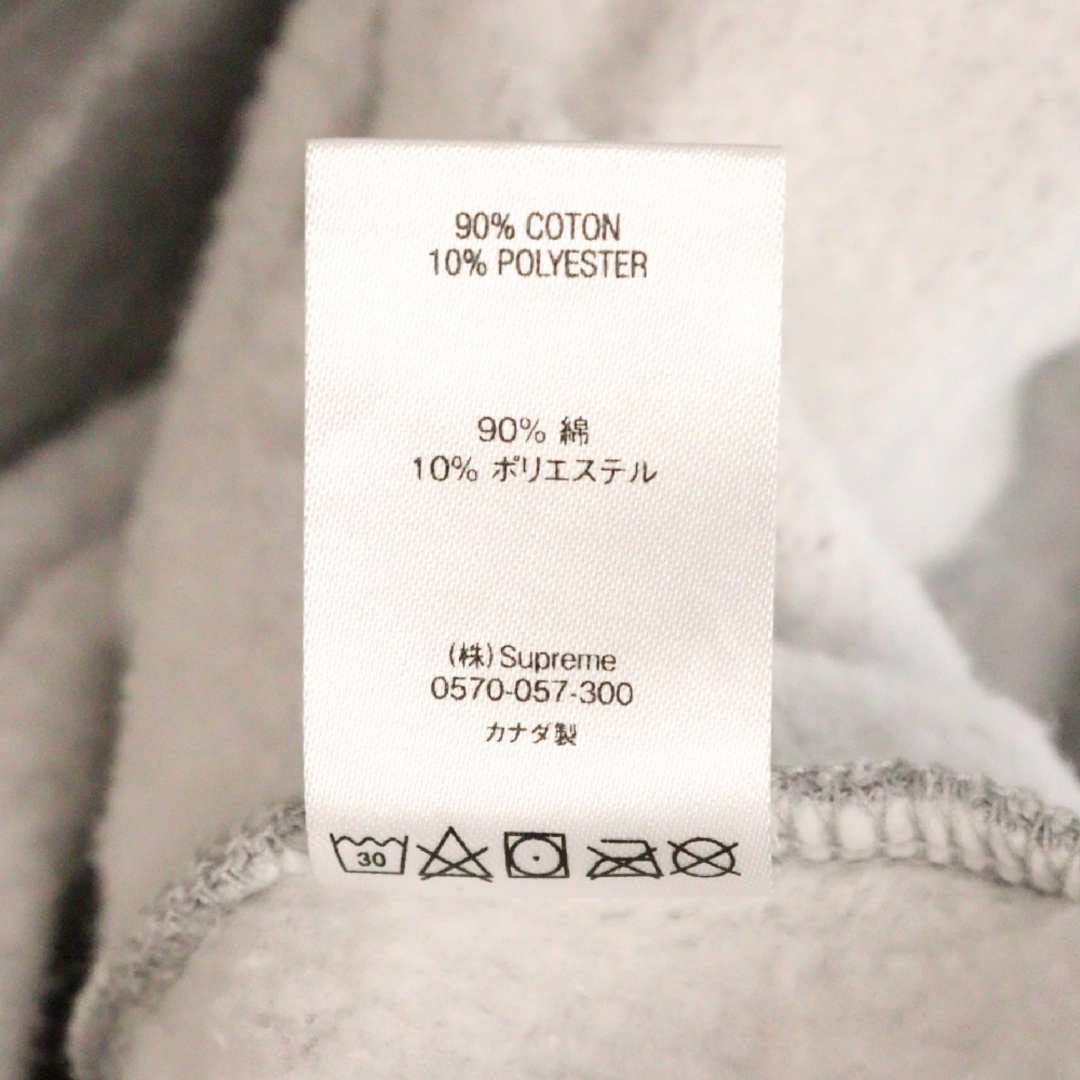 90% COTON
10% POLYESTER
90% 綿
10% ポリエステル
(株)Supreme
0570-057-300
カナダ製
30